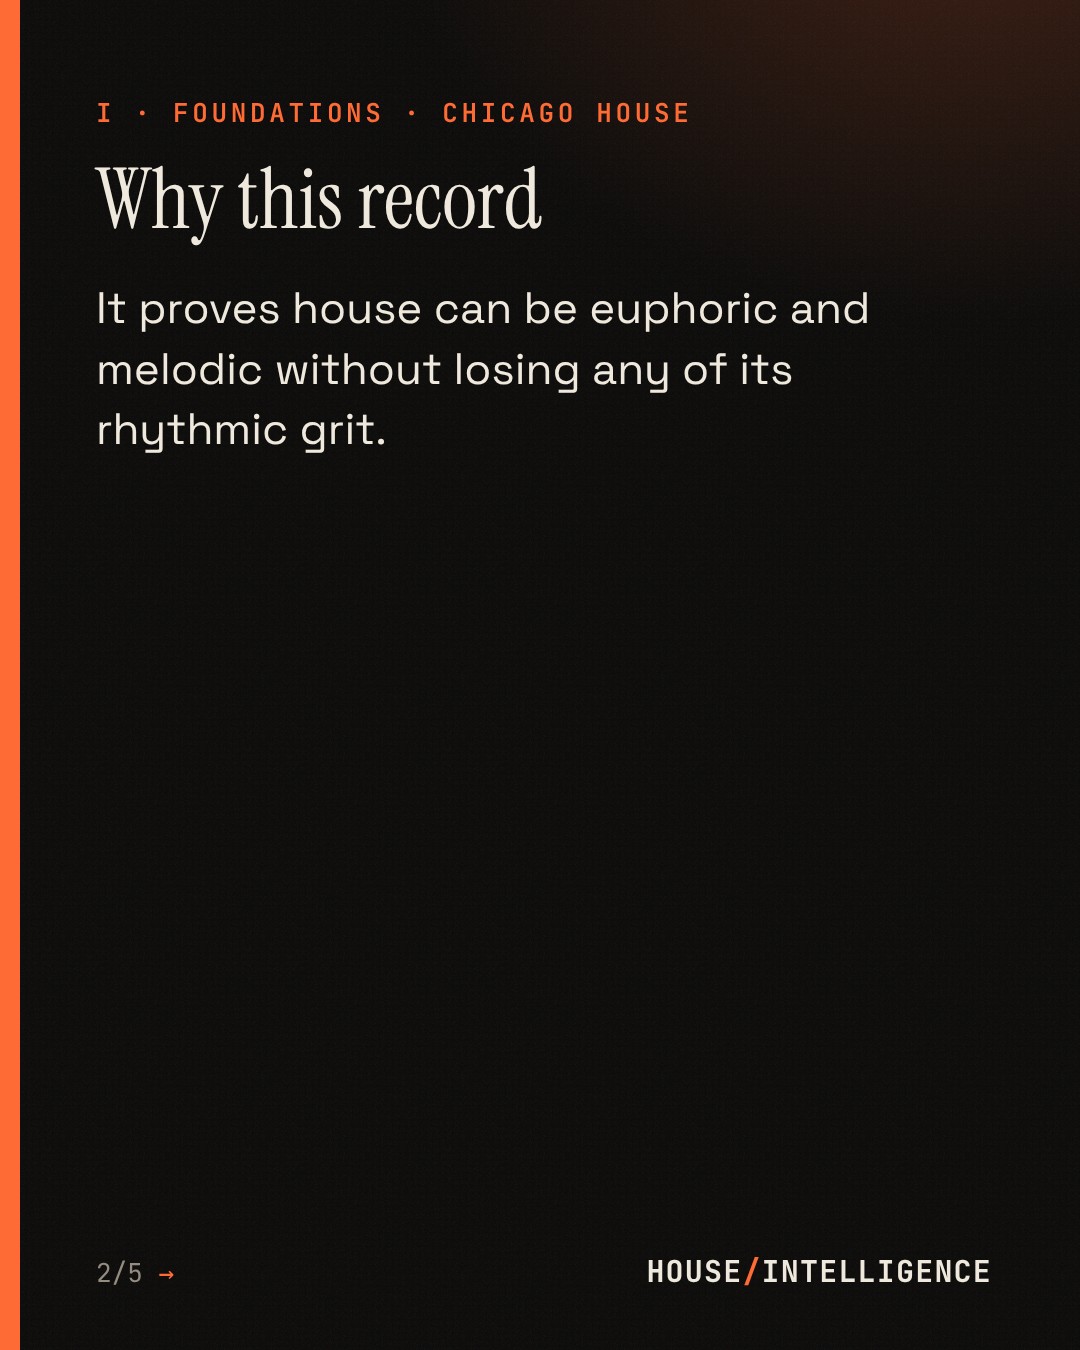 I · FOUNDATIONS · CHICAGO HOUSE
Why this record
It proves house can be euphoric and
melodic without losing any of its
rhythmic grit.
2/5 →
HOUSE/INTELLIGENCE